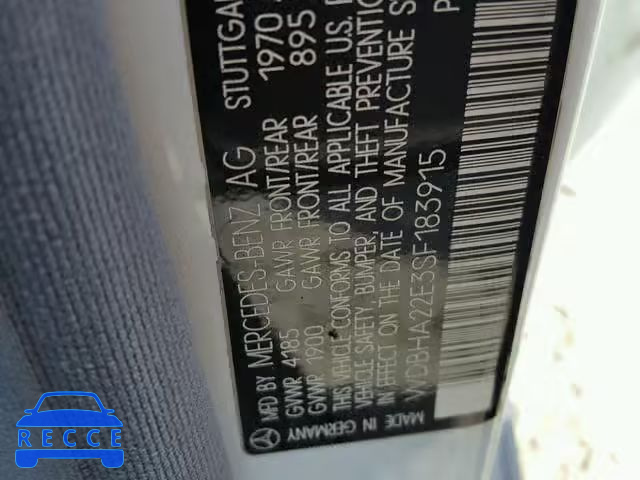 MFD BY MERCEDES-BENZ AG STUTTGA
GVWR 4185 GAWR FRONT/REAR 1970
GVWR 1900 GAWR FRONT/REAR 895
THIS VEHICLE CONFORMS TO ALL APPLICABLE U.S.
VEHICLE SAFETY, BUMPER, AND THEFT PREVENTIO
IN EFFECT ON THE DATE OF MANUFACTURE S
WDBHA22E3SF183915 P
IN GERMANY
RECCE